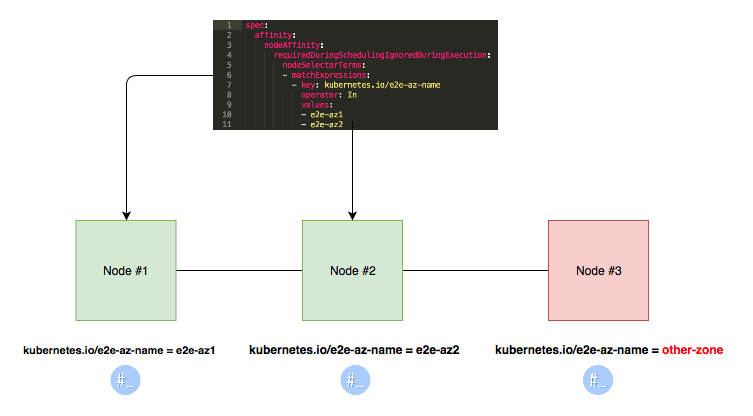 1 spec:
2 affinity:
3 nodeAffinity:
4 requiredDuringSchedulingIgnoredDuringExecution:
5 nodeSelectorTerms:
6 - matchExpressions:
7 - key: kubernetes.io/e2e-az-name
8 operator: In
9 values:
10 - e2e-az1
11 - e2e-az2
Node #1
Node #2
Node #3
kubernetes.io/e2e-az-name = e2e-az1
kubernetes.io/e2e-az-name = e2e-az2
kubernetes.io/e2e-az-name = other-zone
#_
#_
#_